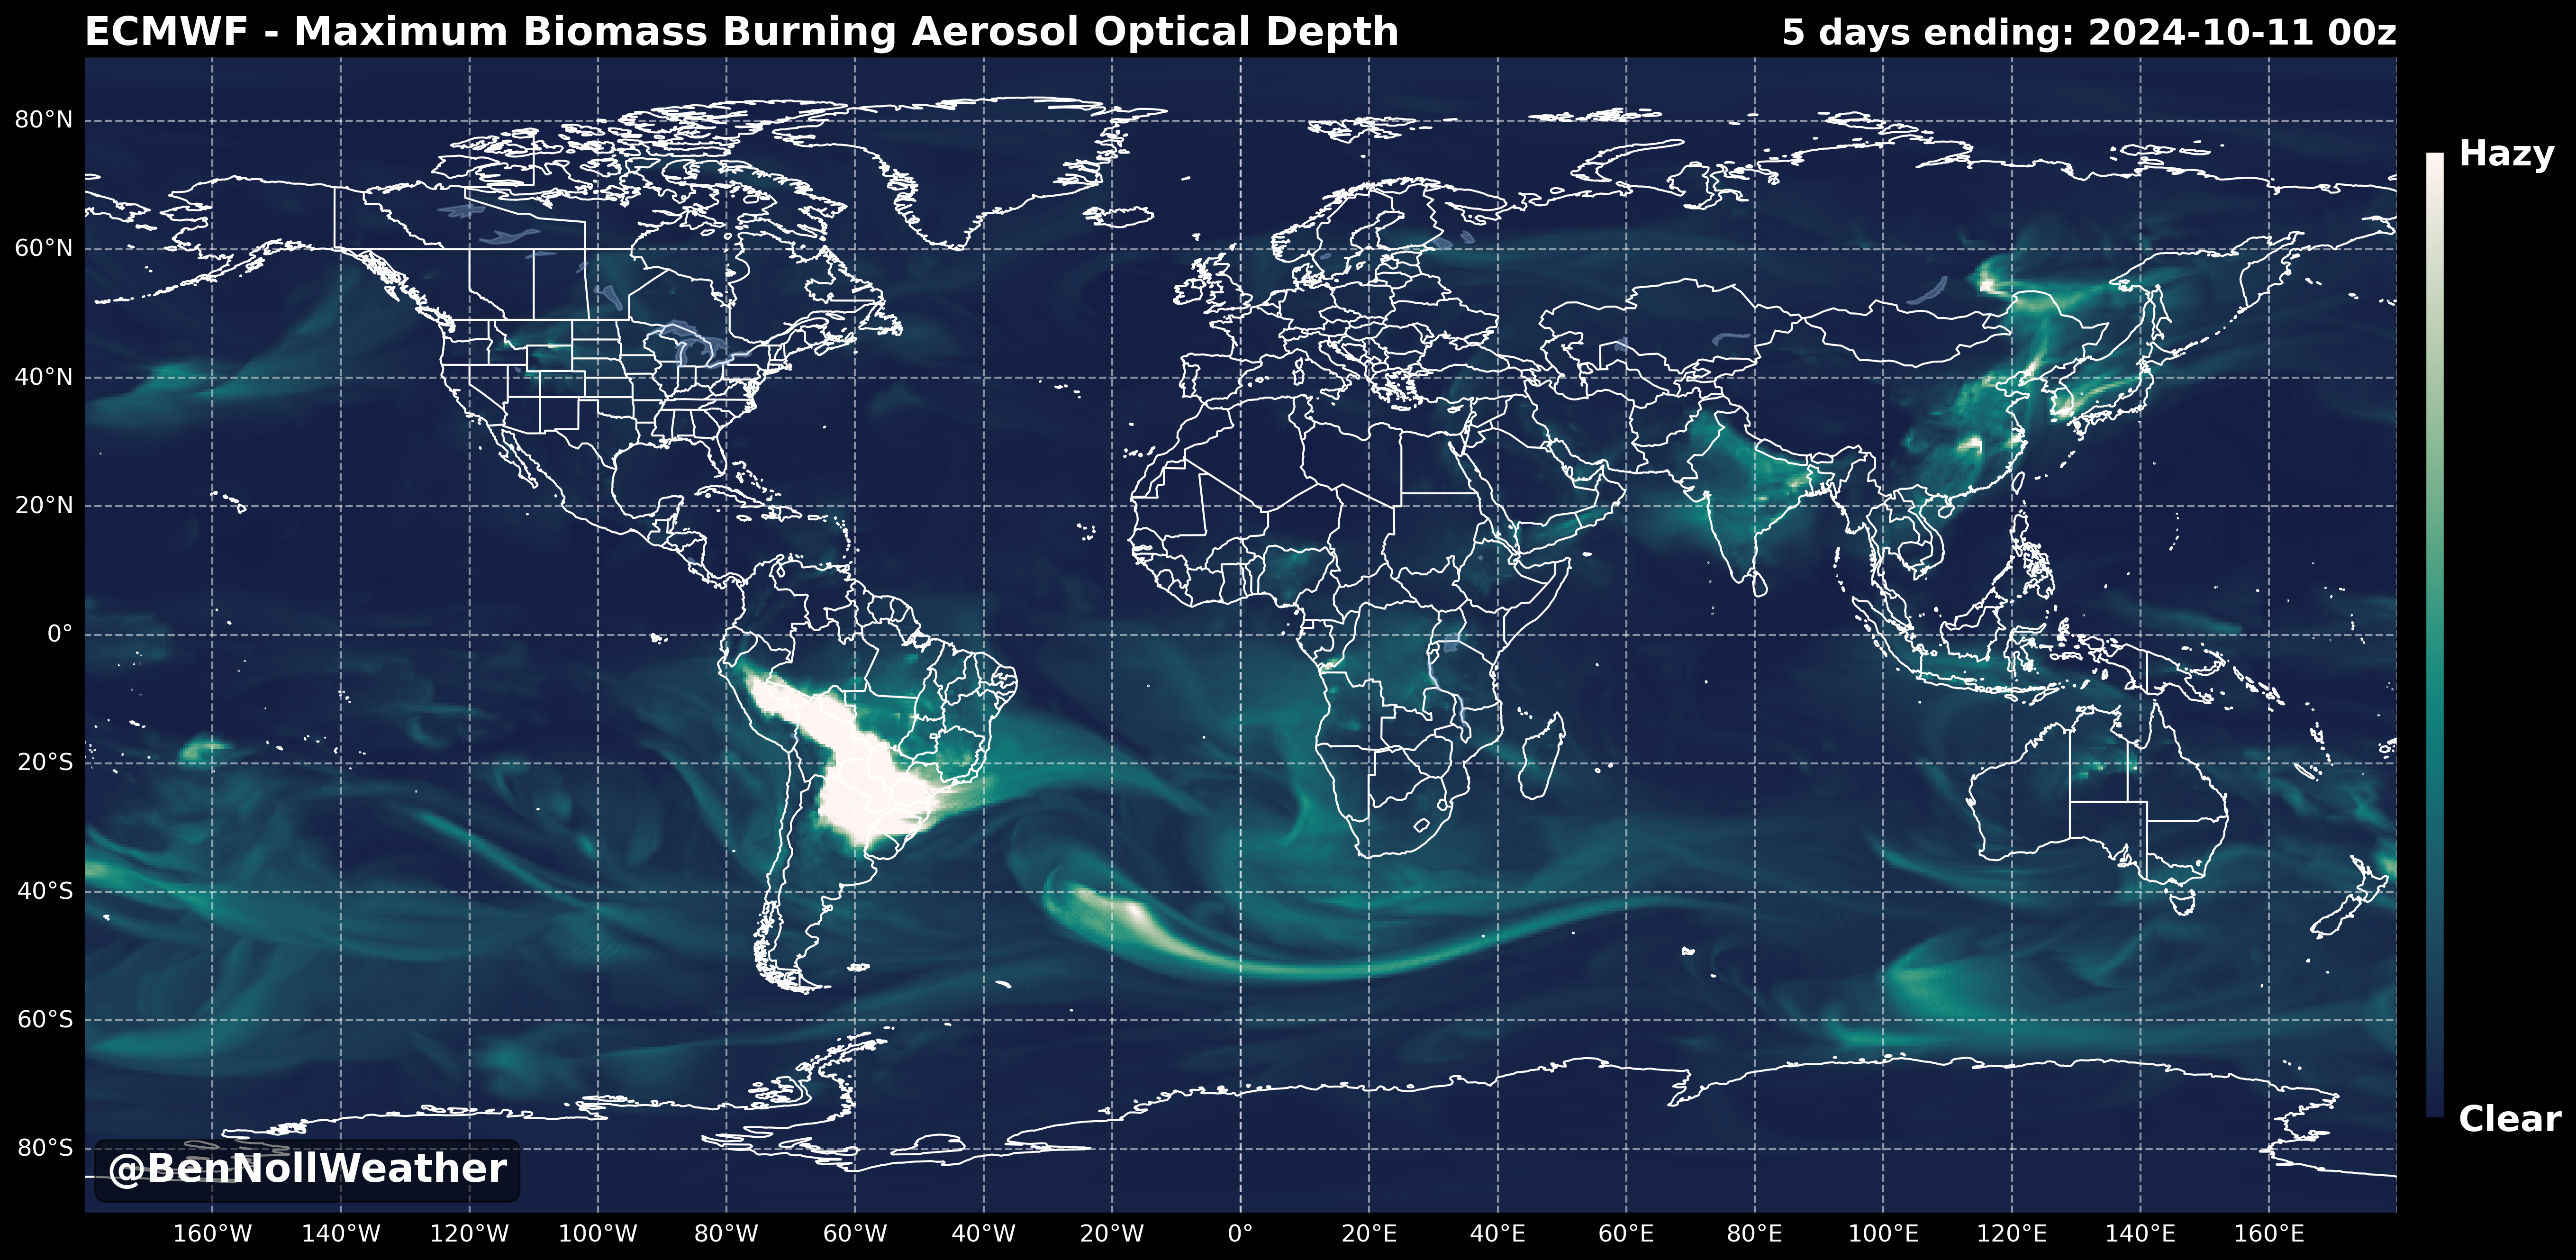 ECMWF - Maximum Biomass Burning Aerosol Optical Depth
5 days ending: 2024-10-11 00z
80°N
60°N
40°N
20°N
0°
20°S
40°S
60°S
80°S
Hazy
Clear
@BenNollWeather
160°W 140°W 120°W 100°W 80°W 60°W 40°W 20°W 0° 20°E 40°E 60°E 80°E 100°E 120°E 140°E 160°E